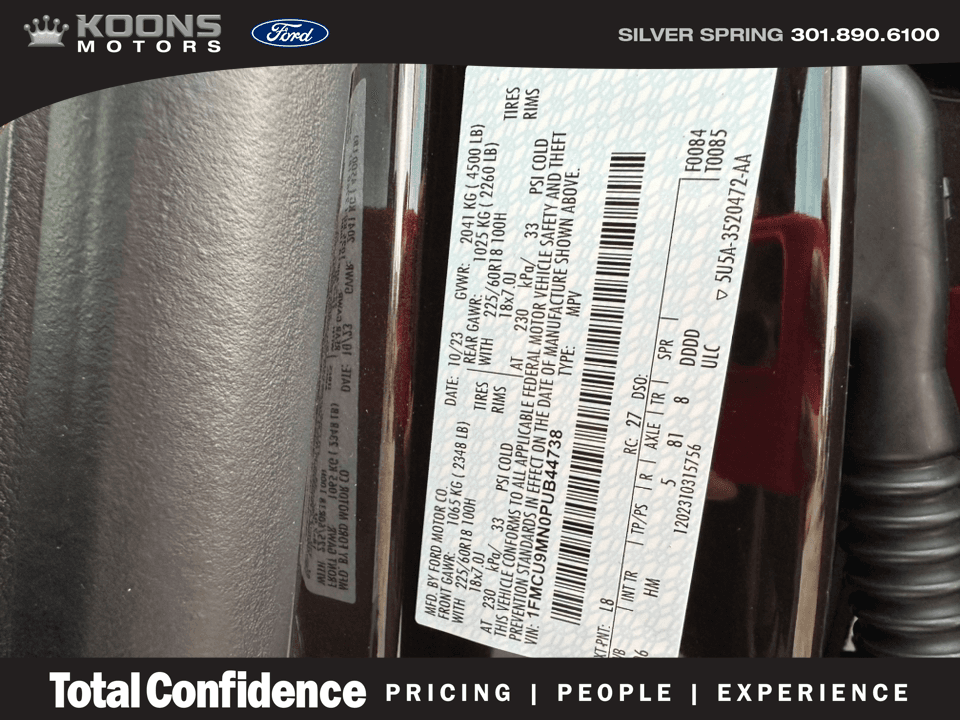 KOONS
MOTORS
Ford
SILVER SPRING 301.890.6100
MFD. BY FORD MOTOR CO.
DATE: 10/23 GVWR: 2041 KG ( 4500 LB)
FRONT GAWR: 1065 KG ( 2348 LB)
REAR GAWR: 1025 KG ( 2260 LB)
WITH 225/60R18 100H TIRES
WITH 225/60R18 100H TIRES
18x7.0J RIMS
18x7.0J RIMS
AT 230 kPa/ 33 PSI COLD
AT 230 kPa/ 33 PSI COLD
THIS VEHICLE CONFORMS TO ALL APPLICABLE FEDERAL MOTOR VEHICLE SAFETY AND THEFT
PREVENTION STANDARDS IN EFFECT ON THE DATE OF MANUFACTURE SHOWN ABOVE.
VIN: 1FMCU9MN0PUB44738
TYPE: MPV
F0084
T0085
EXT-PNT: L8 RC: 27 DSO:
INT TR TP/PS R AXLE TR SPR
HM 5 81 8 DDDD
ULC
1202310315756
5U5A-3520472-AA
Total Confidence PRICING | PEOPLE | EXPERIENCE